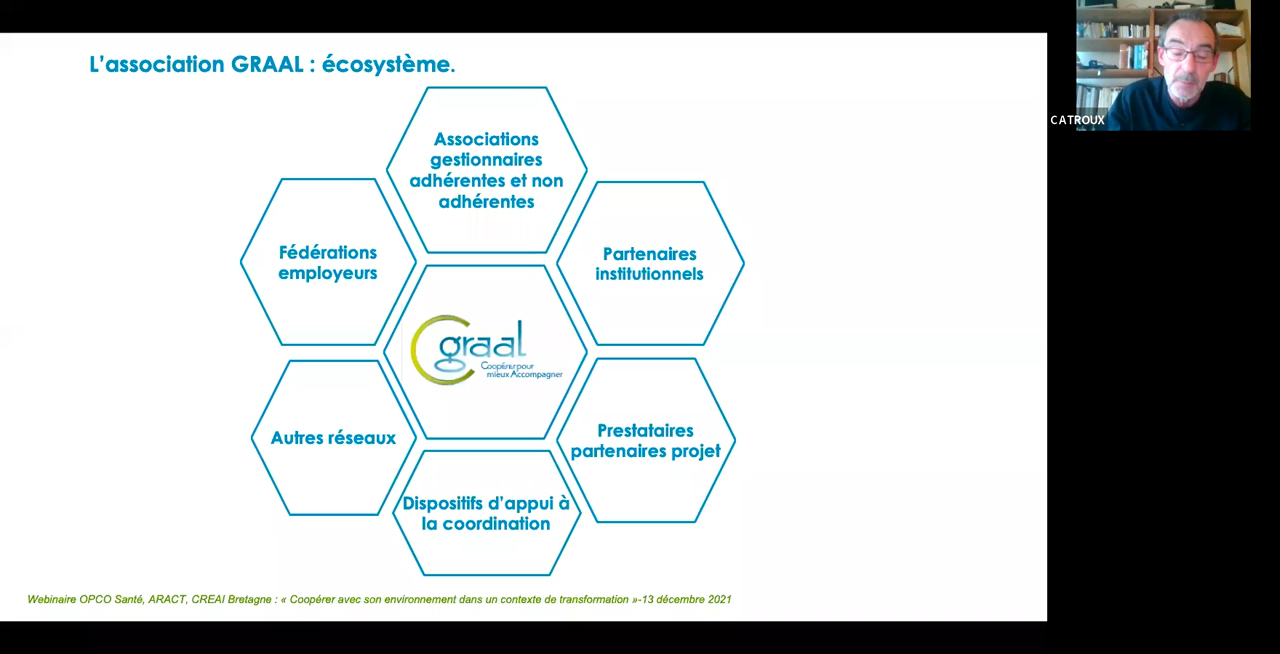 L'association GRAAL : écosystème.
Associations
gestionnaires
adhérentes et non
adhérentes
Fédérations
employeurs
Partenaires
institutionnels
graal
Coopérer pour
mieux Accompagner
Autres réseaux
Prestataires
partenaires projet
Dispositifs d'appui à
la coordination
Webinaire OPCO Santé, ARACT, CREAI Bretagne : « Coopérer avec son environnement dans un contexte de transformation »-13 décembre 2021
CATROUX